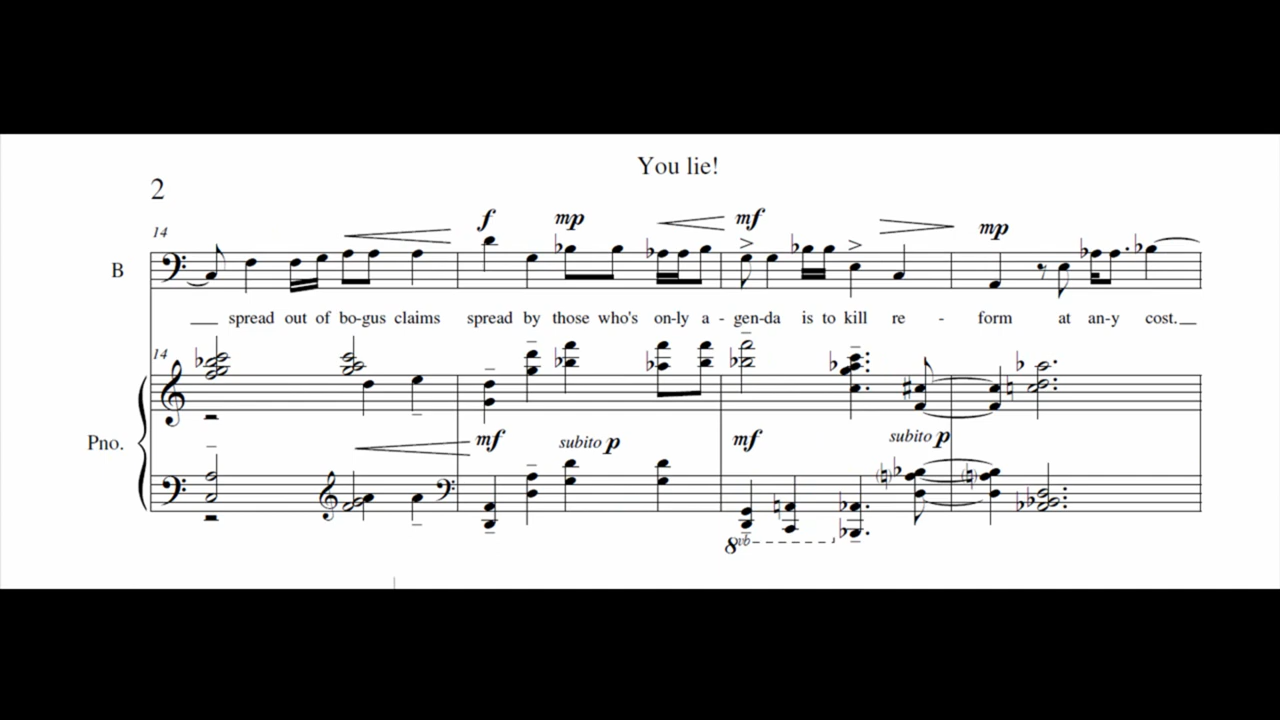 You lie!
2
f mp mf mp
14
B
spread out of bo-gus claims spread by those who's on-ly a - gen-da is to kill re - form at an-y cost.
14
Pno.
mf subito p mf subito p
8vb